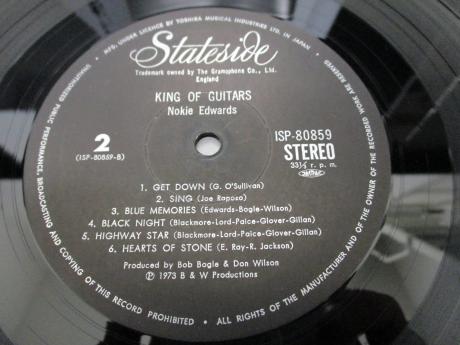 MFD. UNDER LICENCE BY TOSHIBA MUSICAL INDUSTRIES LTD. IN JAPAN
Stateside
Trademark owned by The Gramophone Co., Ltd.
England
KING OF GUITARS
Nokie Edwards
2
(ISP-80859-B)
ISP-80859
STEREO
33⅓ r. p. m.
1. GET DOWN (G. O'Sullivan)
2. SING (Joe Raposo)
3. BLUE MEMORIES (Edwards-Bogle-Wilson)
4. BLACK NIGHT (Blackmore-Lord-Paice-Glover-Gillan)
5. HIGHWAY STAR (Blackmore-Lord-Paice-Glover-Gillan)
6. HEARTS OF STONE (E. Ray-R. Jackson)
Produced by Bob Bogle & Don Wilson
℗ 1973 B & W Productions
ALL RIGHTS OF THE MANUFACTURER AND OF THE OWNER OF THE RECORDED WORK ARE RESERVED
UNAUTHORIZED PUBLIC PERFORMANCE, BROADCASTING AND COPYING OF THIS RECORD PROHIBITED